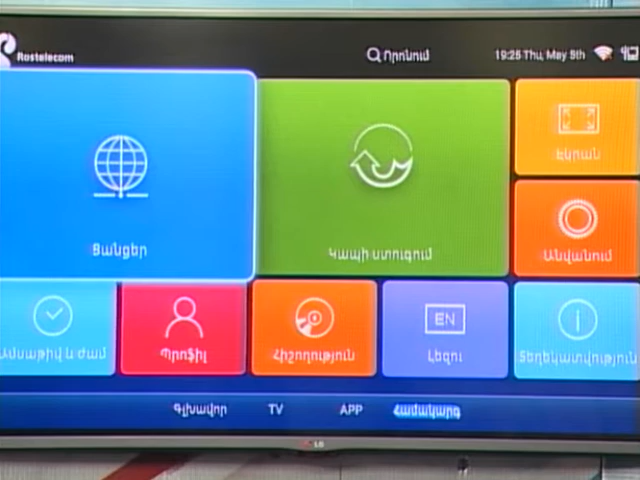 Rostelecom
Որոնում
19:25 Thu, May 5th
Ցանցեր
Կապի ստուգում
Էկրան
Անվանում
Ամսաթիվ և ժամ
Պրոֆիլ
Հիշողություն
EN
Լեզու
Տեղեկատվություն
Գլխավոր
TV
APP
Համակարգ
LG